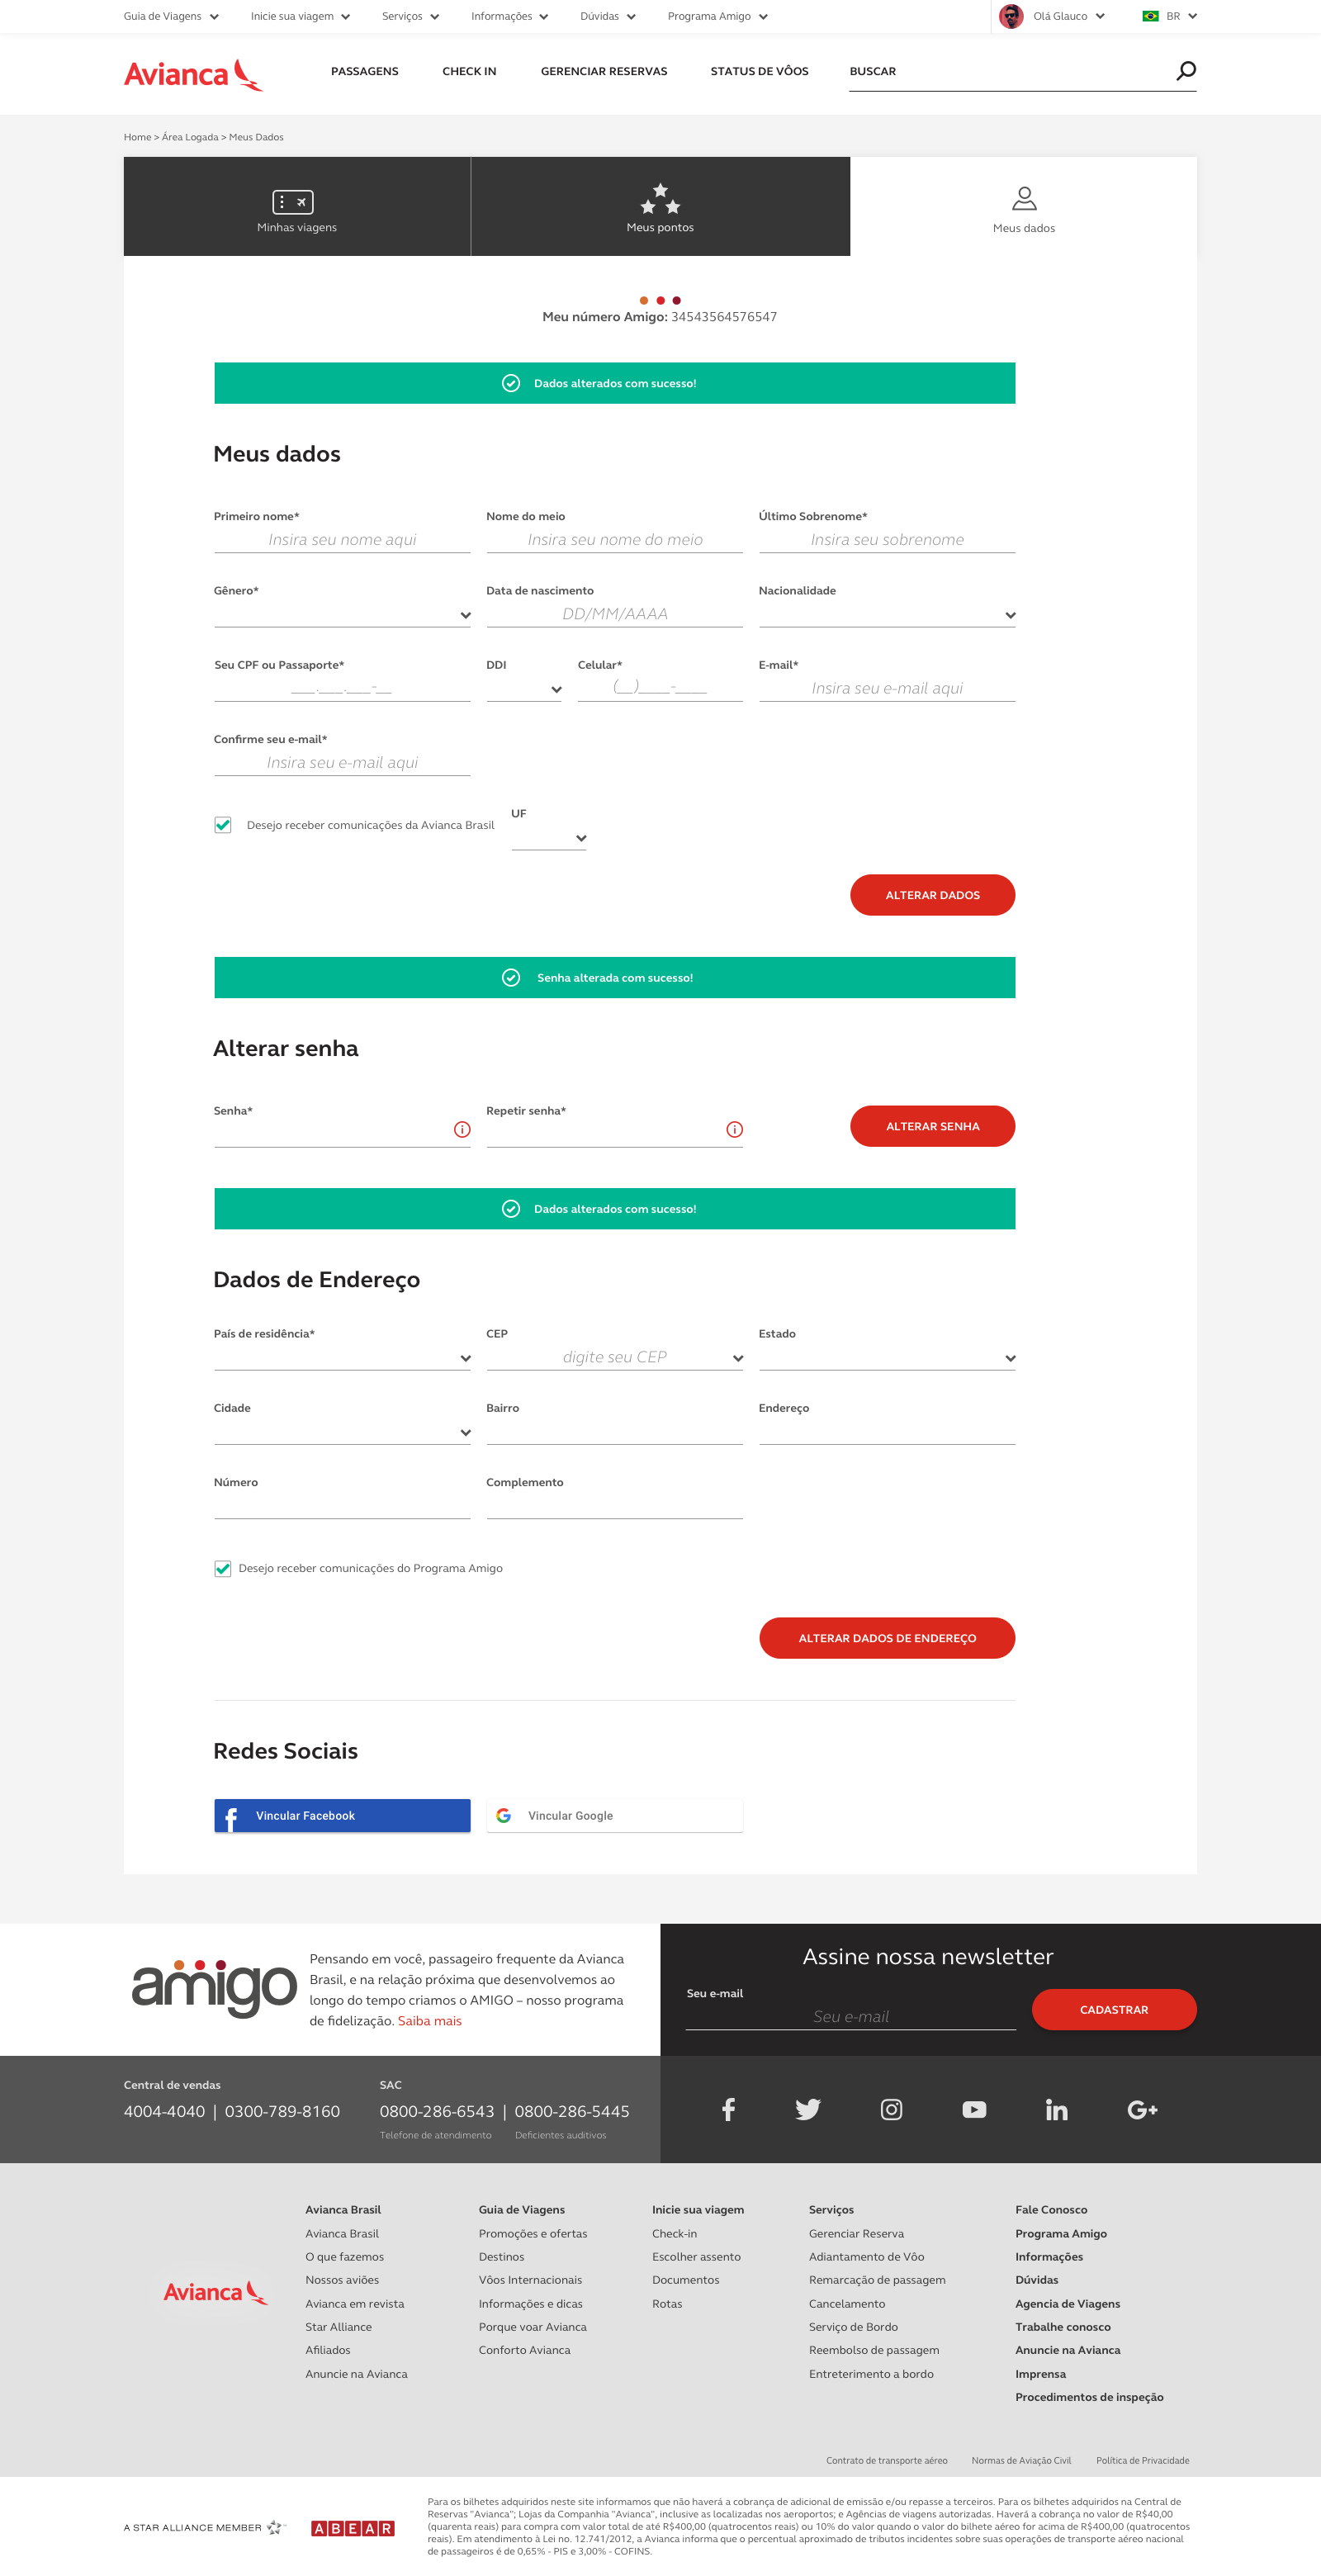 Guia de Viagens Inicie sua viagem Serviços Informações Dúvidas Programa Amigo Olá Glauco BR
Avianca PASSAGENS CHECK IN GERENCIAR RESERVAS STATUS DE VÔOS BUSCAR
Home > Área Logada > Meus Dados
Minhas viagens Meus pontos Meus dados
Meu número Amigo: 34543564576547
Dados alterados com sucesso!
Meus dados
Primeiro nome* Nome do meio Último Sobrenome*
Insira seu nome aqui Insira seu nome do meio Insira seu sobrenome
Gênero* Data de nascimento Nacionalidade
DD/MM/AAAA
Seu CPF ou Passaporte* DDI Celular* E-mail*
___.___.___-__ (__)____-____ Insira seu e-mail aqui
Confirme seu e-mail*
Insira seu e-mail aqui
UF
Desejo receber comunicações da Avianca Brasil
ALTERAR DADOS
Senha alterada com sucesso!
Alterar senha
Senha* Repetir senha*
ALTERAR SENHA
Dados alterados com sucesso!
Dados de Endereço
País de residência* CEP Estado
digite seu CEP
Cidade Bairro Endereço
Número Complemento
Desejo receber comunicações do Programa Amigo
ALTERAR DADOS DE ENDEREÇO
Redes Sociais
Vincular Facebook Vincular Google
amigo
Pensando em você, passageiro frequente da Avianca
Brasil, e na relação próxima que desenvolvemos ao
longo do tempo criamos o AMIGO – nosso programa
de fidelização. Saiba mais
Assine nossa newsletter
Seu e-mail
Seu e-mail
CADASTRAR
Central de vendas SAC
4004-4040 | 0300-789-8160 0800-286-6543 | 0800-286-5445
Telefone de atendimento Deficientes auditivos
Avianca
Avianca Brasil
Avianca Brasil
O que fazemos
Nossos aviões
Avianca em revista
Star Alliance
Afiliados
Anuncie na Avianca
Guia de Viagens
Promoções e ofertas
Destinos
Vôos Internacionais
Informações e dicas
Porque voar Avianca
Conforto Avianca
Inicie sua viagem
Check-in
Escolher assento
Documentos
Rotas
Serviços
Gerenciar Reserva
Adiantamento de Vôo
Remarcação de passagem
Cancelamento
Serviço de Bordo
Reembolso de passagem
Entreterimento a bordo
Fale Conosco
Programa Amigo
Informações
Dúvidas
Agencia de Viagens
Trabalhe conosco
Anuncie na Avianca
Imprensa
Procedimentos de inspeção
Contrato de transporte aéreo Normas de Aviação Civil Política de Privacidade
A STAR ALLIANCE MEMBER ABEAR
Para os bilhetes adquiridos neste site informamos que não haverá a cobrança de adicional de emissão e/ou repasse a terceiros. Para os bilhetes adquiridos na Central de
Reservas "Avianca"; Lojas da Companhia "Avianca", inclusive as localizadas nos aeroportos; e Agências de viagens autorizadas. Haverá a cobrança no valor de R$40,00
(quarenta reais) para compra com valor total de até R$400,00 (quatrocentos reais) ou 10% do valor quando o valor do bilhete aéreo for acima de R$400,00 (quatrocentos
reais). Em atendimento à Lei no. 12.741/2012, a Avianca informa que o percentual aproximado de tributos incidentes sobre suas operações de transporte aéreo nacional
de passageiros é de 0,65% - PIS e 3,00% - COFINS.